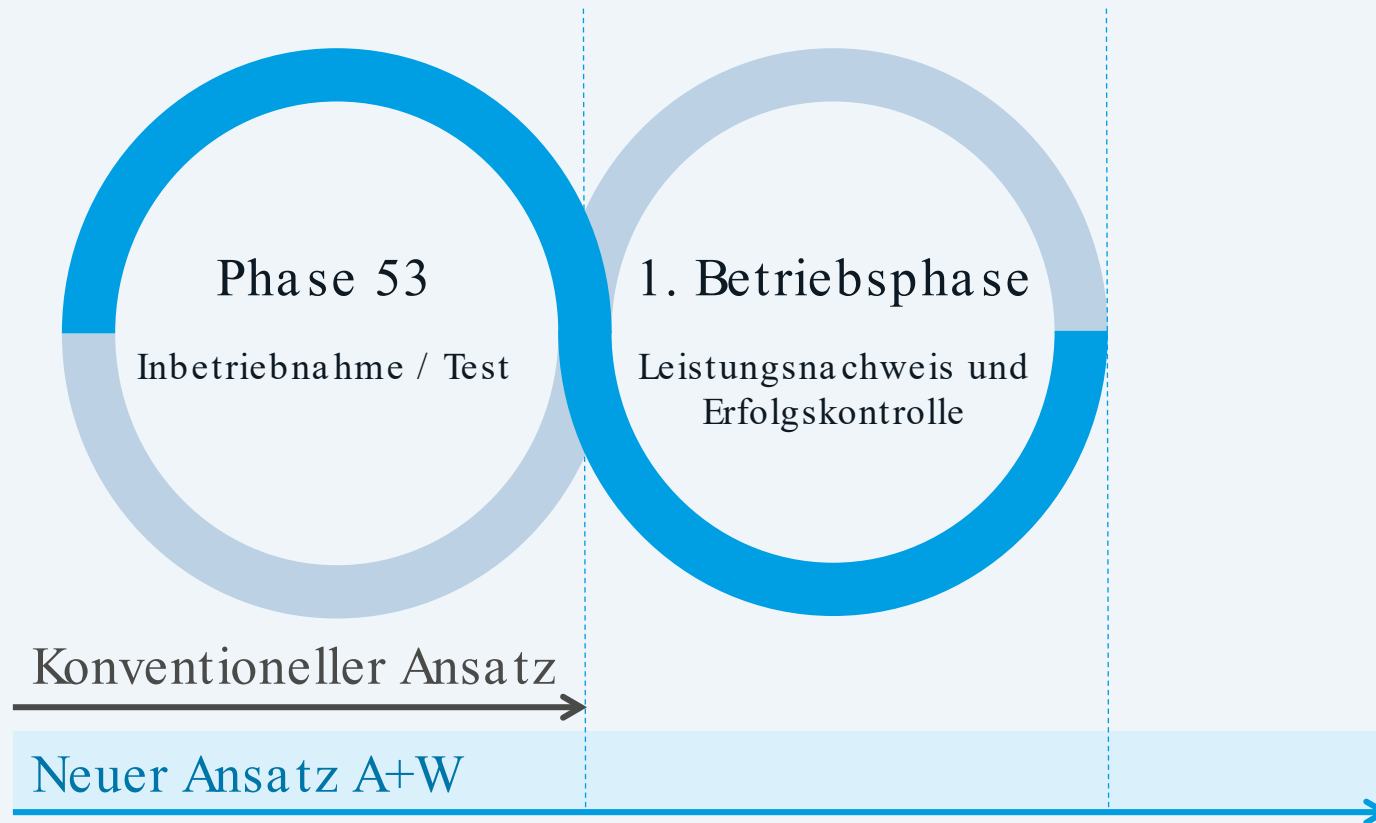 Phase 53
Inbetriebnahme / Test
1. Betriebsphase
Leistungsnachweis und
Erfolgskontrolle
Konventioneller Ansatz
Neuer Ansatz A+W